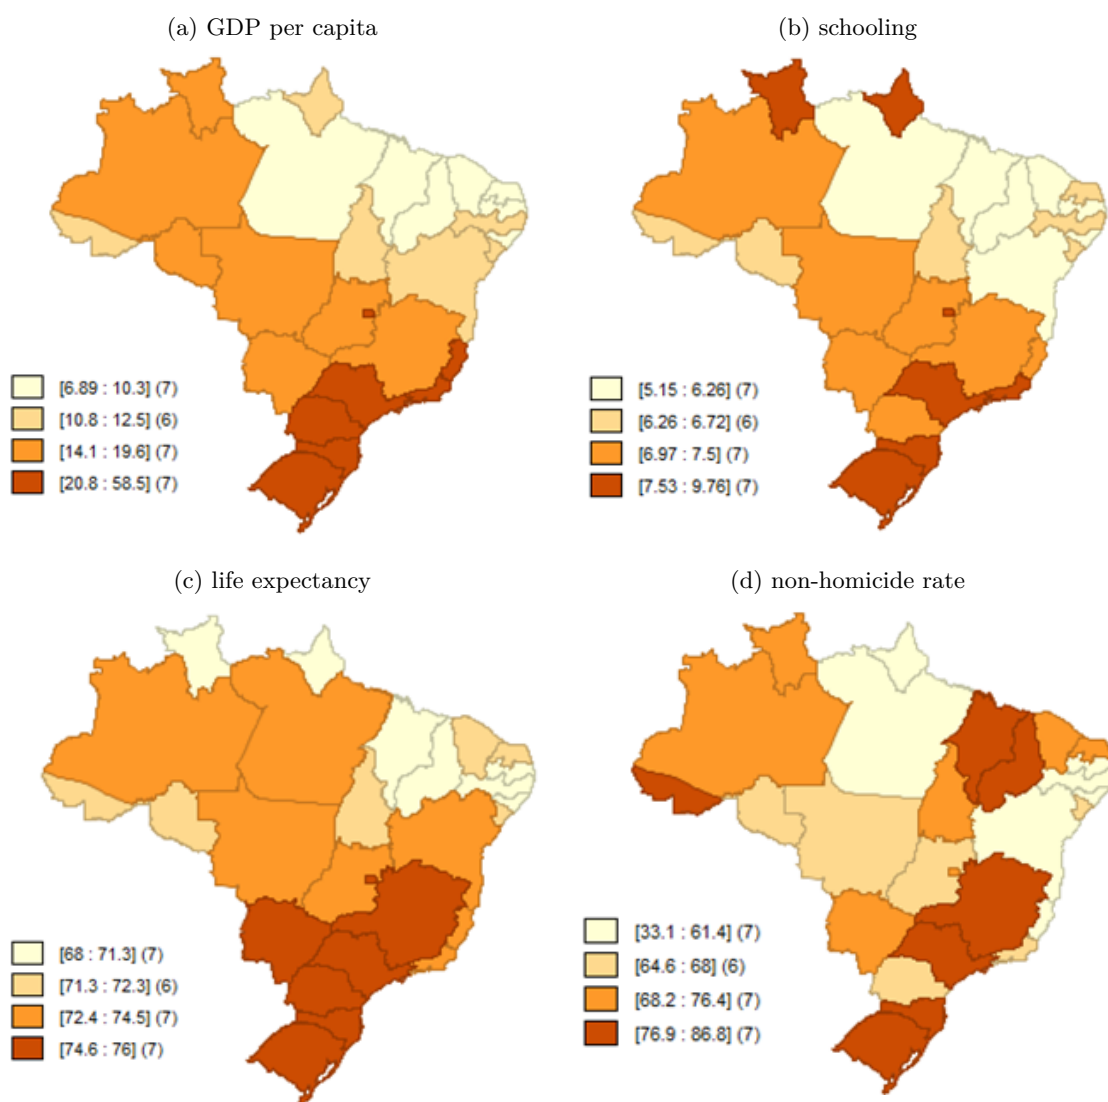 (a) GDP per capita
[6.89 : 10.3] (7)
[10.8 : 12.5] (6)
[14.1 : 19.6] (7)
[20.8 : 58.5] (7)
(b) schooling
[5.15 : 6.26] (7)
[6.26 : 6.72] (6)
[6.97 : 7.5] (7)
[7.53 : 9.76] (7)
(c) life expectancy
[68 : 71.3] (7)
[71.3 : 72.3] (6)
[72.4 : 74.5] (7)
[74.6 : 76] (7)
(d) non-homicide rate
[33.1 : 61.4] (7)
[64.6 : 68] (6)
[68.2 : 76.4] (7)
[76.9 : 86.8] (7)